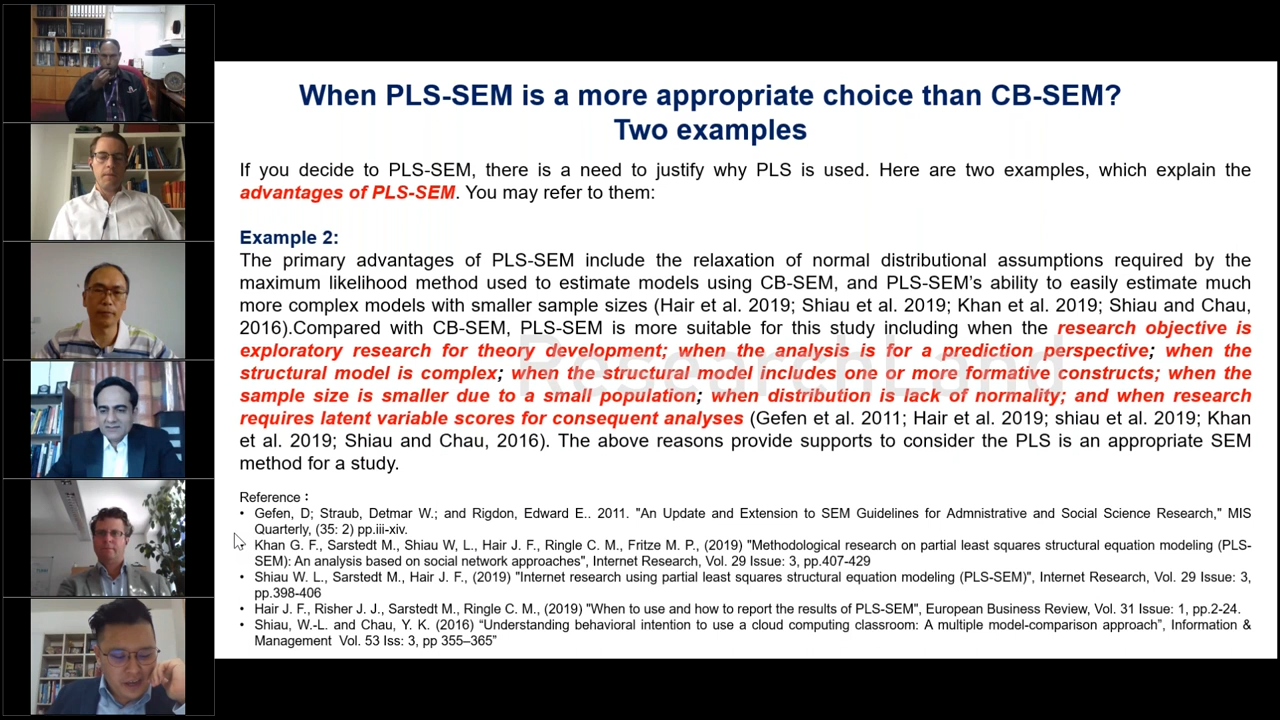 When PLS-SEM is a more appropriate choice than CB-SEM?
Two examples
If you decide to PLS-SEM, there is a need to justify why PLS is used. Here are two examples, which explain the
advantages of PLS-SEM. You may refer to them:
Example 2:
The primary advantages of PLS-SEM include the relaxation of normal distributional assumptions required by the
maximum likelihood method used to estimate models using CB-SEM, and PLS-SEM's ability to easily estimate much
more complex models with smaller sample sizes (Hair et al. 2019; Shiau et al. 2019; Khan et al. 2019; Shiau and Chau,
2016).Compared with CB-SEM, PLS-SEM is more suitable for this study including when the research objective is
exploratory research for theory development; when the analysis is for a prediction perspective; when the
structural model is complex; when the structural model includes one or more formative constructs; when the
sample size is smaller due to a small population; when distribution is lack of normality; and when research
requires latent variable scores for consequent analyses (Gefen et al. 2011; Hair et al. 2019; shiau et al. 2019; Khan
et al. 2019; Shiau and Chau, 2016). The above reasons provide supports to consider the PLS is an appropriate SEM
method for a study.
ResearchLand
Reference：
• Gefen, D; Straub, Detmar W.; and Rigdon, Edward E.. 2011. "An Update and Extension to SEM Guidelines for Admnistrative and Social Science Research," MIS
Quarterly, (35: 2) pp.iii-xiv.
• Khan G. F., Sarstedt M., Shiau W, L., Hair J. F., Ringle C. M., Fritze M. P., (2019) "Methodological research on partial least squares structural equation modeling (PLS-
SEM): An analysis based on social network approaches", Internet Research, Vol. 29 Issue: 3, pp.407-429
• Shiau W. L., Sarstedt M., Hair J. F., (2019) "Internet research using partial least squares structural equation modeling (PLS-SEM)", Internet Research, Vol. 29 Issue: 3,
pp.398-406
• Hair J. F., Risher J. J., Sarstedt M., Ringle C. M., (2019) "When to use and how to report the results of PLS-SEM", European Business Review, Vol. 31 Issue: 1, pp.2-24.
• Shiau, W.-L. and Chau, Y. K. (2016) “Understanding behavioral intention to use a cloud computing classroom: A multiple model-comparison approach”, Information &
Management Vol. 53 Iss: 3, pp 355–365”